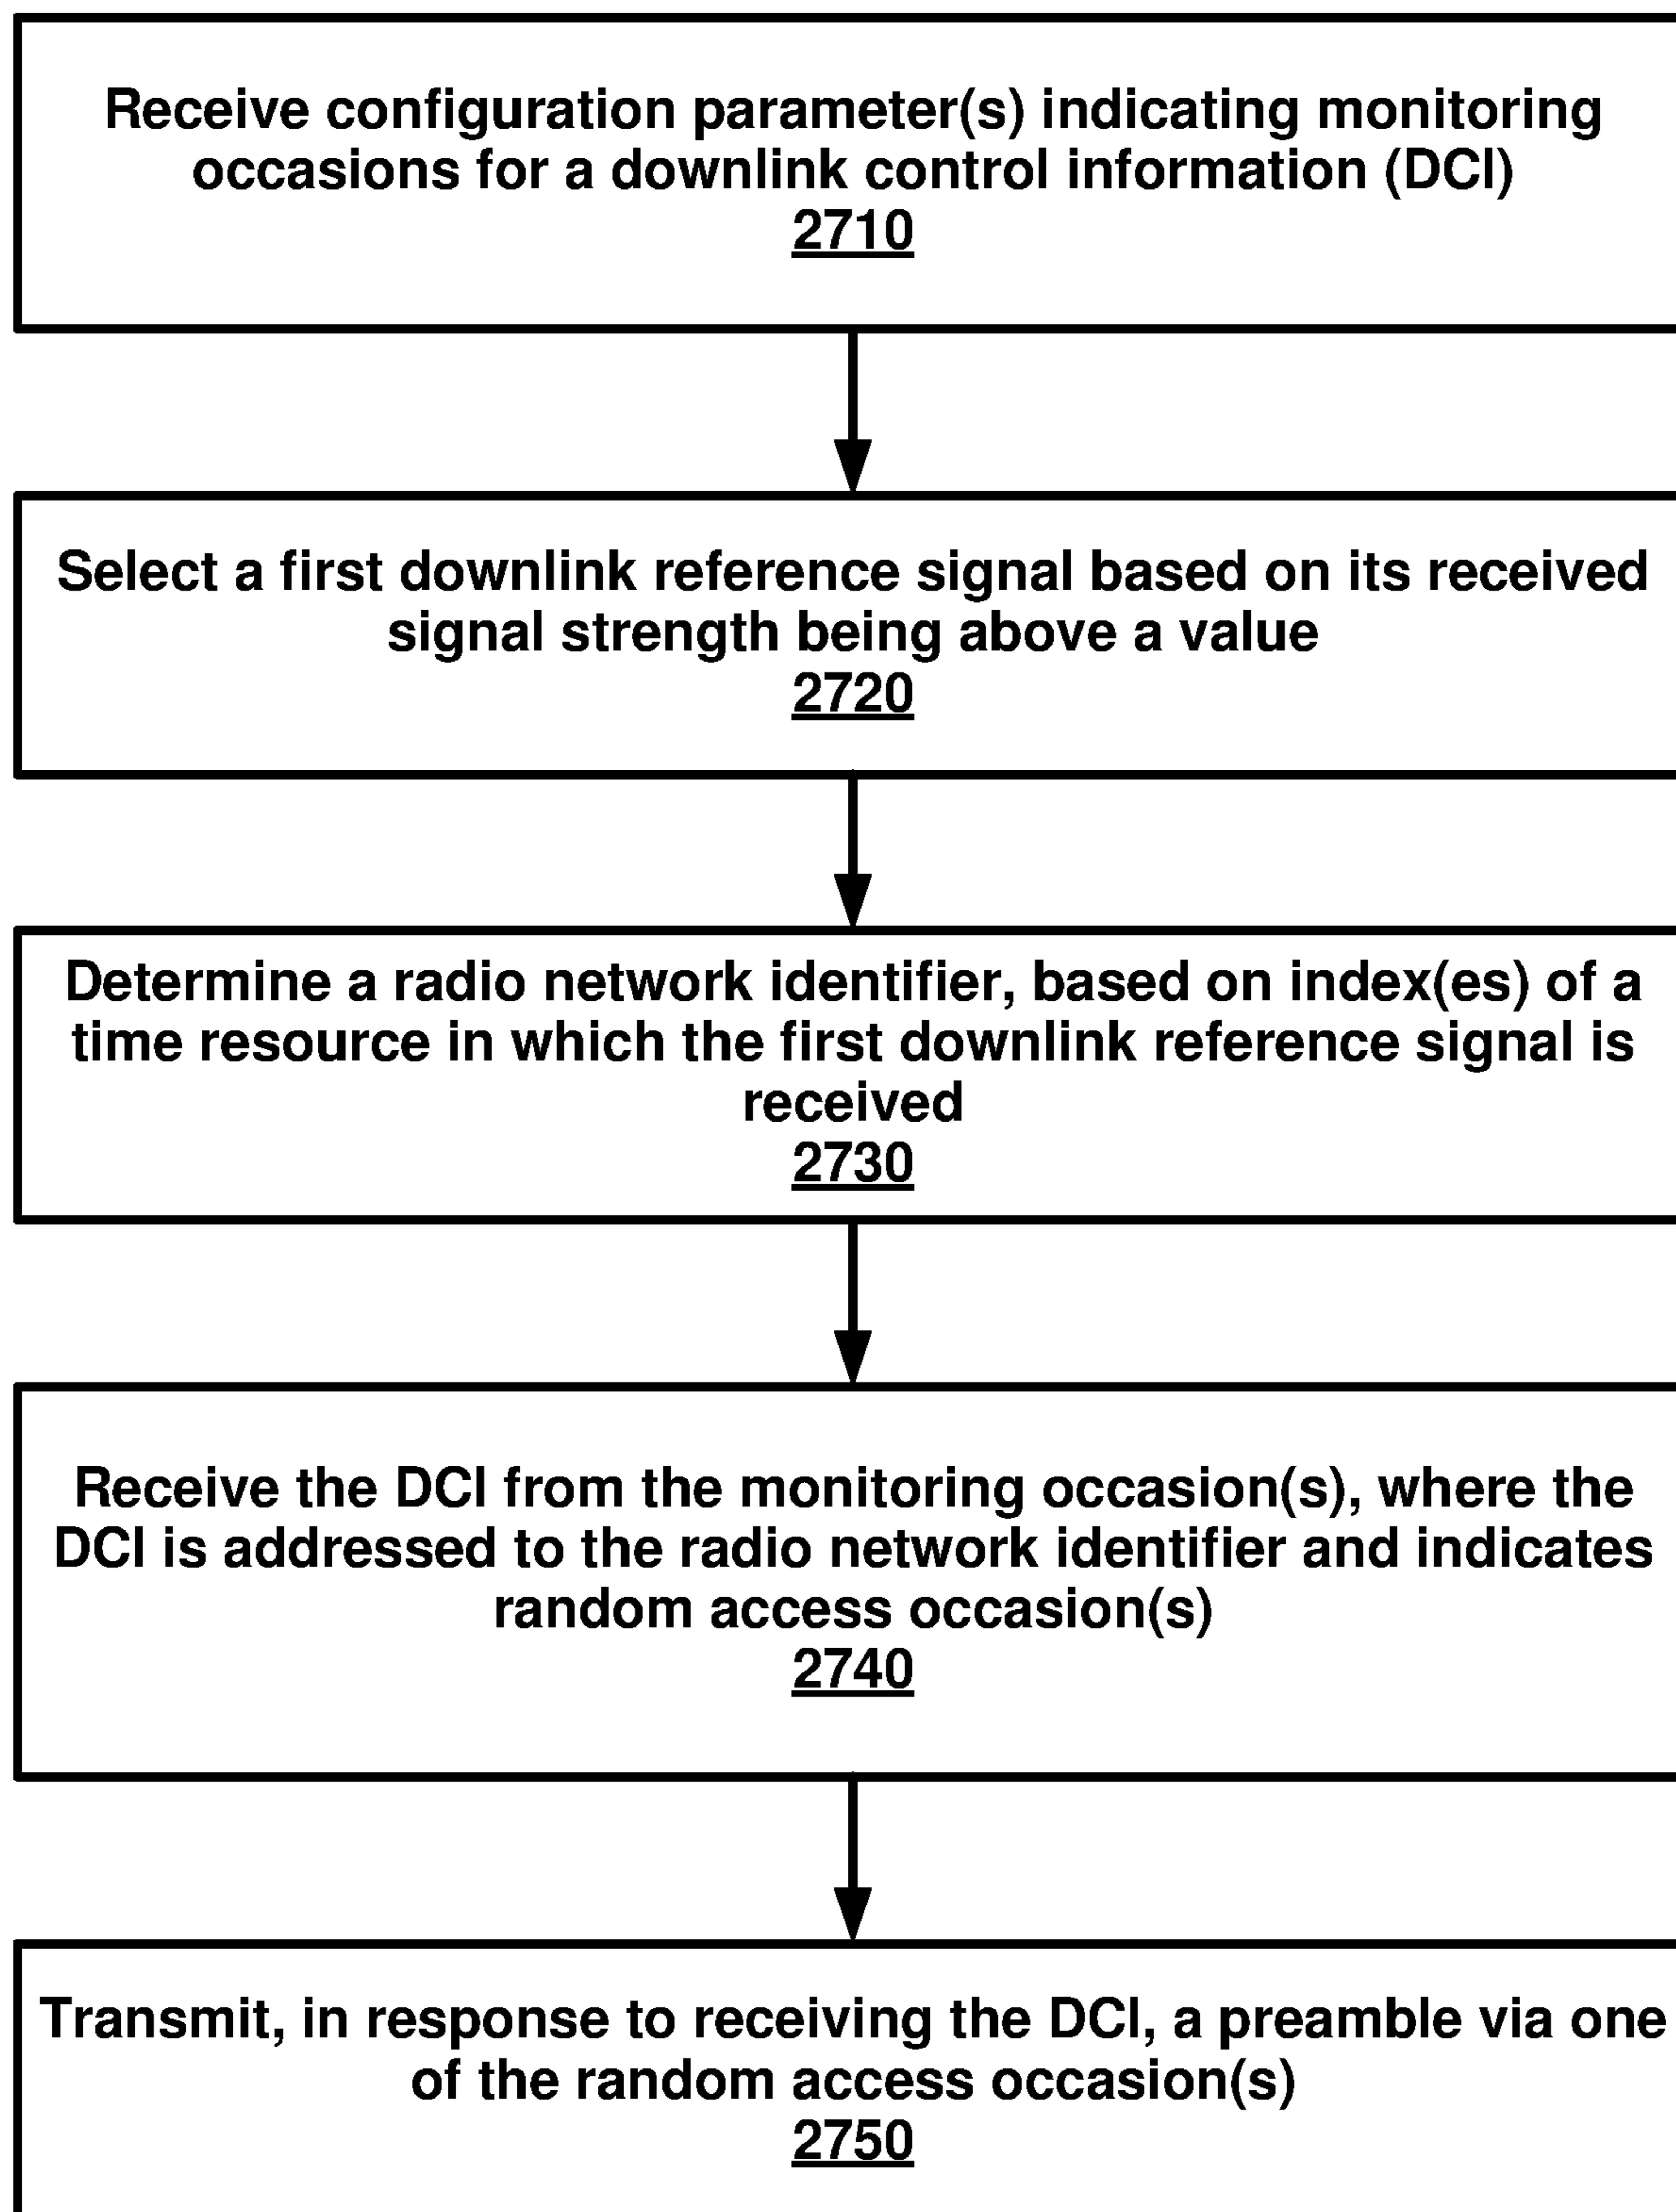 Receive configuration parameter(s) indicating monitoring
occasions for a downlink control information (DCI)
2710
Select a first downlink reference signal based on its received
signal strength being above a value
2720
Determine a radio network identifier, based on index(es) of a
time resource in which the first downlink reference signal is
received
2730
Receive the DCI from the monitoring occasion(s), where the
DCI is addressed to the radio network identifier and indicates
random access occasion(s)
2740
Transmit, in response to receiving the DCI, a preamble via one
of the random access occasion(s)
2750